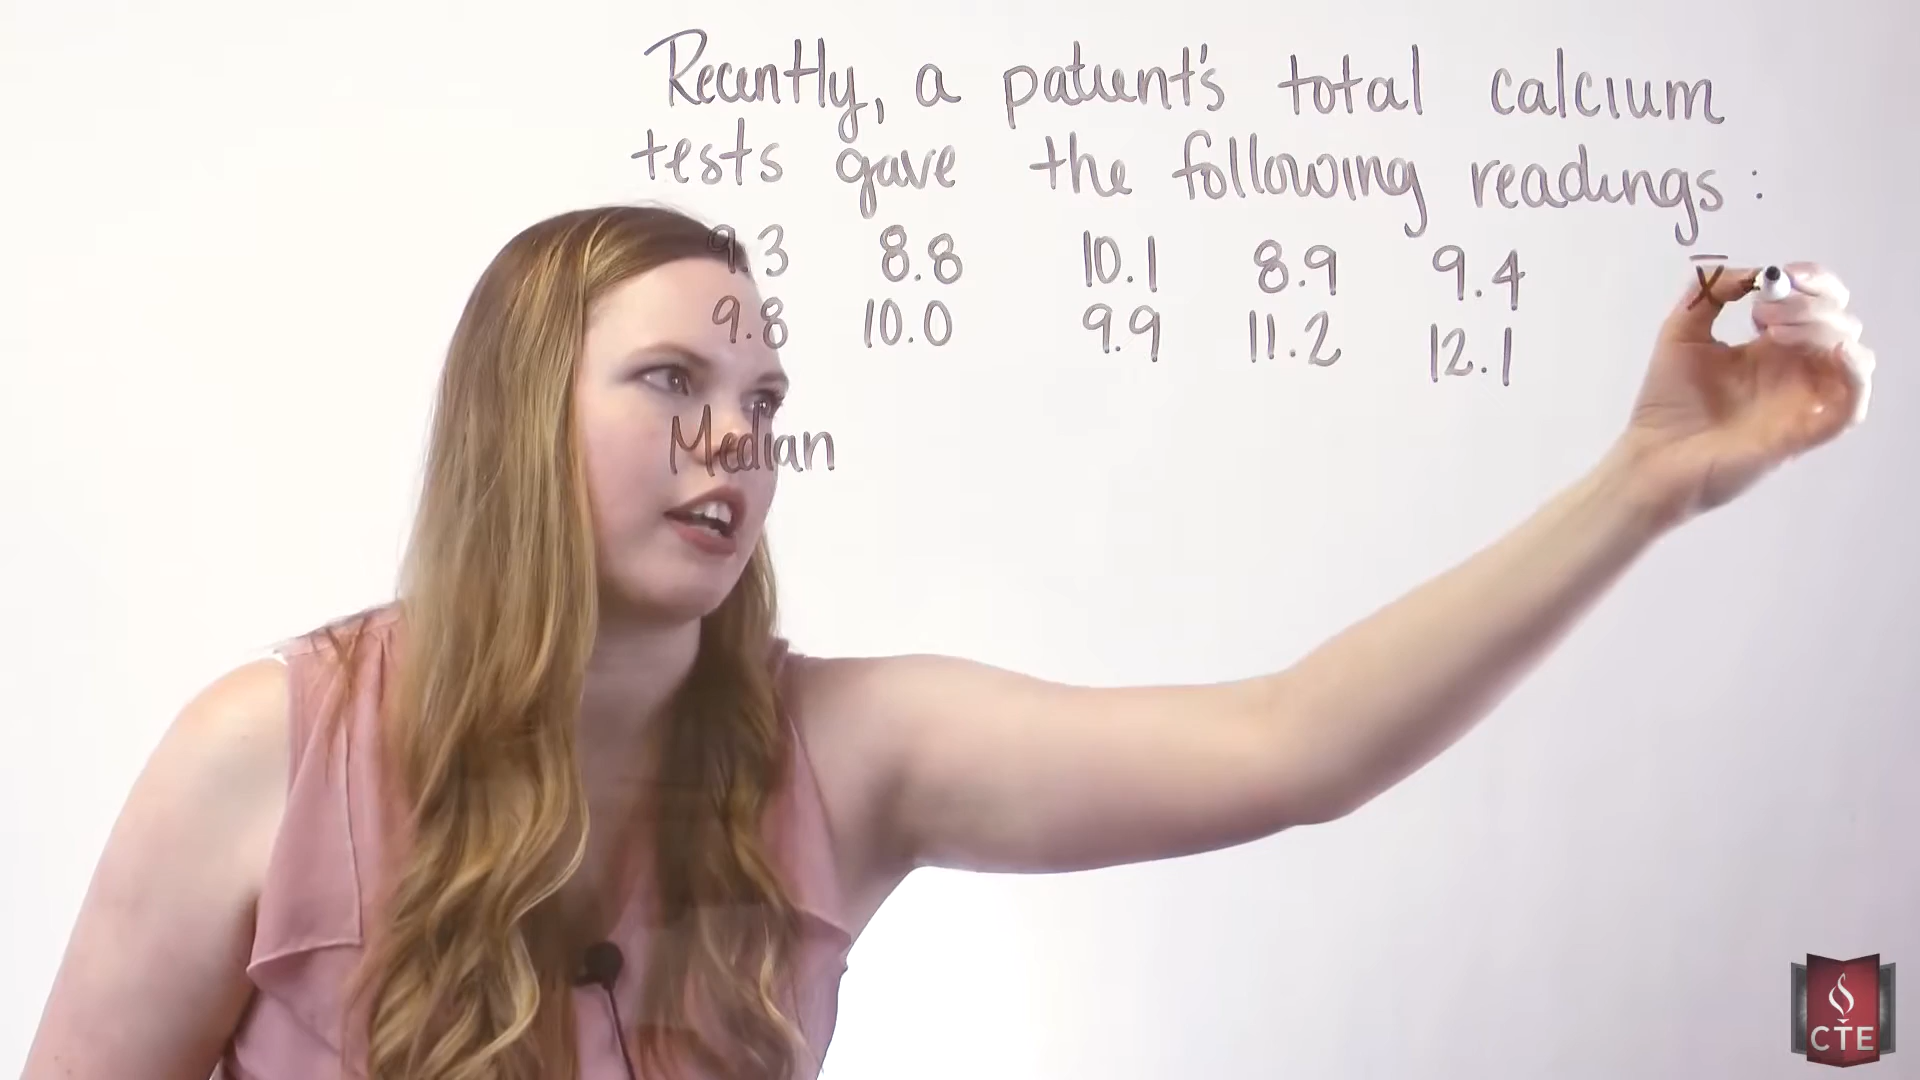 Recently, a patient's total calcium
tests gave the following readings:
9.3 8.8 10.1 8.9 9.4 x̄
9.8 10.0 9.9 11.2 12.1
Median
CTE